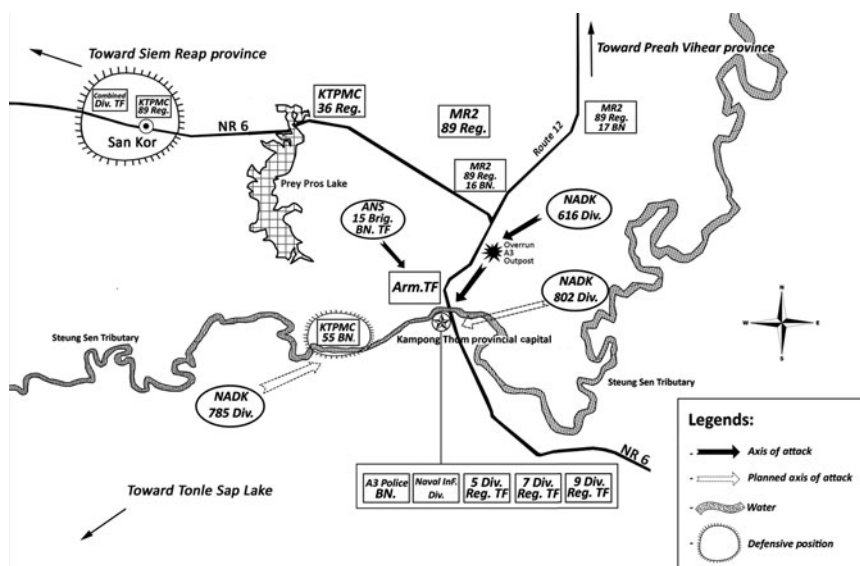 Toward Siem Reap province
Toward Preah Vihear province
Combined
Div. TF
KTPMC
89 Reg.
San Kor
NR 6
KTPMC
36 Reg.
Prey Pros Lake
MR2
89 Reg.
Route 12
MR2
89 Reg.
17 BN
MR2
89 Reg.
16 BN.
ANS
15 Brig.
BN. TF
NADK
616 Div.
Overrun
A3
Outpost
Arm.TF
NADK
802 Div.
KTPMC
55 BN.
Kampong Thom provincial capital
Steung Sen Tributary
NADK
785 Div.
Steung Sen Tributary
N
W
E
S
NR 6
Toward Tonle Sap Lake
A3 Police
BN.
Naval Inf.
Div.
5 Div.
Reg. TF
7 Div.
Reg. TF
9 Div.
Reg. TF
Legends:
- Axis of attack
- Planned axis of attack
- Water
- Defensive position